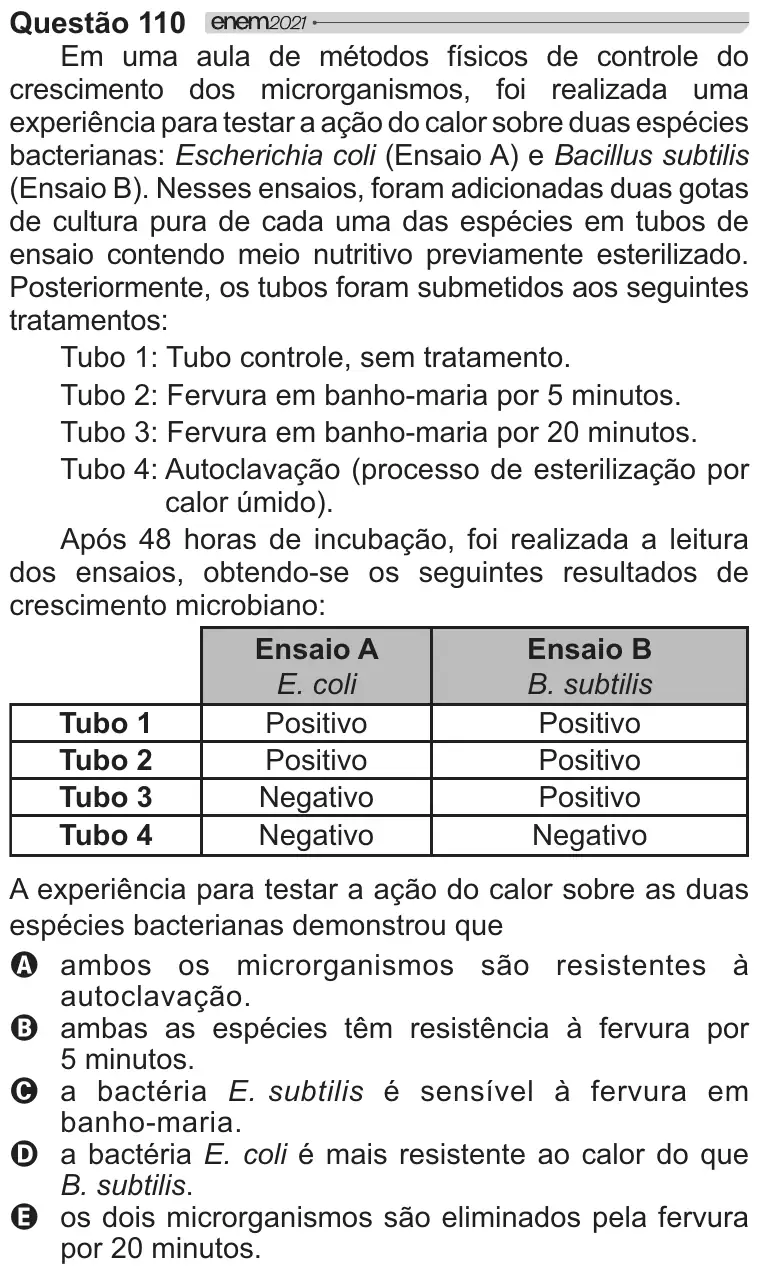 Questão 110 enem2021
Em uma aula de métodos físicos de controle do
crescimento dos microrganismos, foi realizada uma
experiência para testar a ação do calor sobre duas espécies
bacterianas: Escherichia coli (Ensaio A) e Bacillus subtilis
(Ensaio B). Nesses ensaios, foram adicionadas duas gotas
de cultura pura de cada uma das espécies em tubos de
ensaio contendo meio nutritivo previamente esterilizado.
Posteriormente, os tubos foram submetidos aos seguintes
tratamentos:
Tubo 1: Tubo controle, sem tratamento.
Tubo 2: Fervura em banho-maria por 5 minutos.
Tubo 3: Fervura em banho-maria por 20 minutos.
Tubo 4: Autoclavação (processo de esterilização por
calor úmido).
Após 48 horas de incubação, foi realizada a leitura
dos ensaios, obtendo-se os seguintes resultados de
crescimento microbiano:
Ensaio A Ensaio B
E. coli B. subtilis
Tubo 1 Positivo Positivo
Tubo 2 Positivo Positivo
Tubo 3 Negativo Positivo
Tubo 4 Negativo Negativo
A experiência para testar a ação do calor sobre as duas
espécies bacterianas demonstrou que
A ambos os microrganismos são resistentes à
autoclavação.
B ambas as espécies têm resistência à fervura por
5 minutos.
C a bactéria E. subtilis é sensível à fervura em
banho-maria.
D a bactéria E. coli é mais resistente ao calor do que
B. subtilis.
E os dois microrganismos são eliminados pela fervura
por 20 minutos.